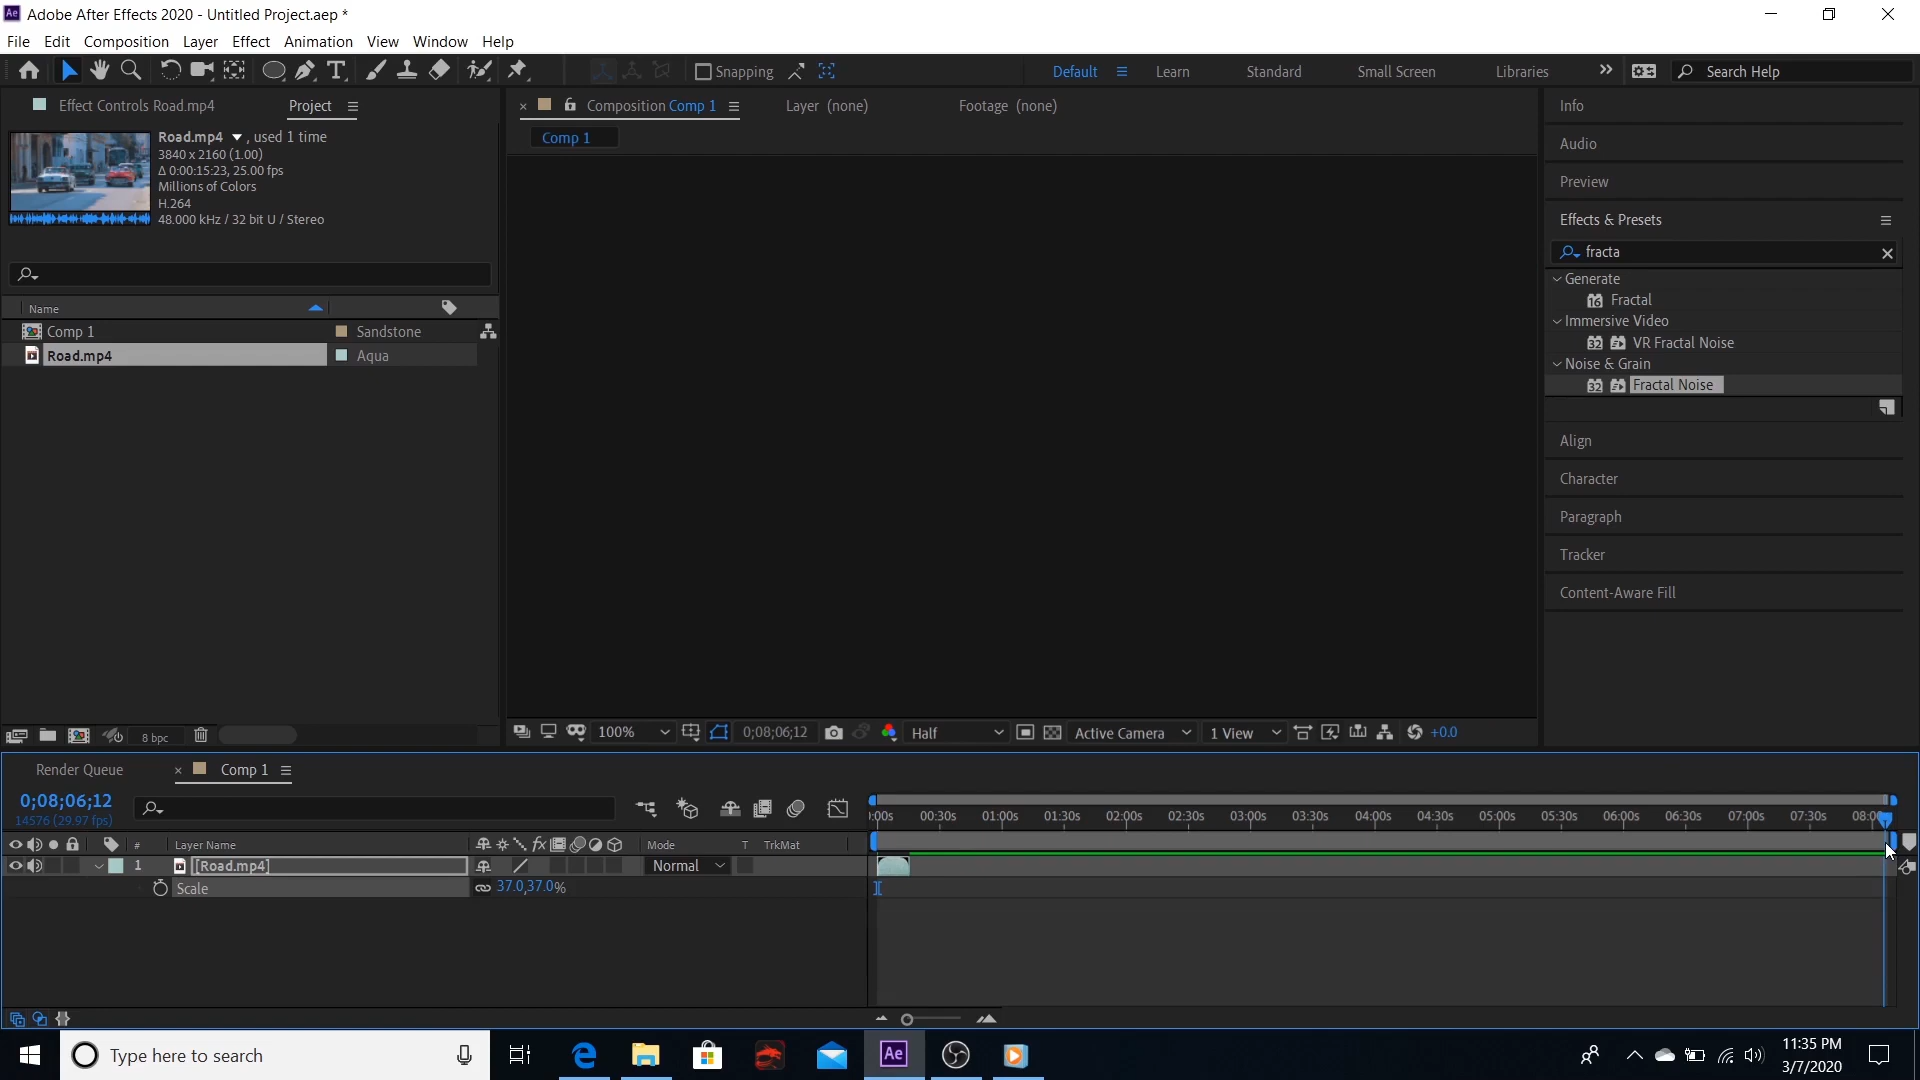 Ae Adobe After Effects 2020 - Untitled Project.aep *
File Edit Composition Layer Effect Animation View Window Help
Snapping Default Learn Standard Small Screen Libraries Search Help
Effect Controls Road.mp4 Project
Composition Comp 1 Layer (none) Footage (none)
Comp 1
Road.mp4 , used 1 time
3840 x 2160 (1.00)
Δ 0:00:15:23, 25.00 fps
Millions of Colors
H.264
48.000 kHz / 32 bit U / Stereo
Name
Comp 1 Sandstone
Road.mp4 Aqua
Info
Audio
Preview
Effects & Presets
fracta
Generate
16 Fractal
Immersive Video
32 VR Fractal Noise
Noise & Grain
32 Fractal Noise
Align
Character
Paragraph
Tracker
Content-Aware Fill
8 bpc
100% 0;08;06;12 Half Active Camera 1 View +0.0
Render Queue Comp 1
0;08;06;12
14576 (29.97 fps)
:00s 00:30s 01:00s 01:30s 02:00s 02:30s 03:00s 03:30s 04:00s 04:30s 05:00s 05:30s 06:00s 06:30s 07:00s 07:30s 08:00
# Layer Name fx Mode T TrkMat
1 [Road.mp4] Normal
Scale 37.0,37.0%
Type here to search
Ae
11:35 PM
3/7/2020